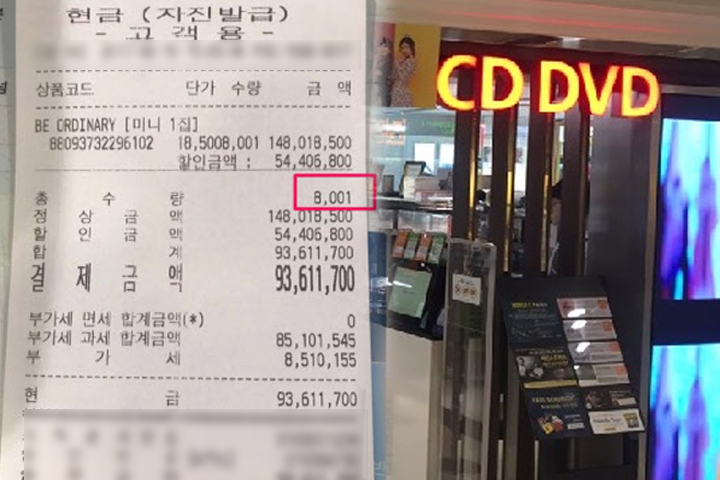 현금 (자진발급)
- 고 객 용 -
상품코드 단가 수량 금 액
BE ORDINARY [미니 1집]
88093732296102 18,5008,001 148,018,500
할인금액 : 54,406,800
총 수 량 8,001
정 상 금 액 148,018,500
할 인 금 액 54,406,800
합 계 93,611,700
결 제 금 액 93,611,700
부가세 면세 합계금액(*) 0
부가세 과세 합계금액 85,101,545
부 가 세 8,510,155
현 금 93,611,700
CD DVD